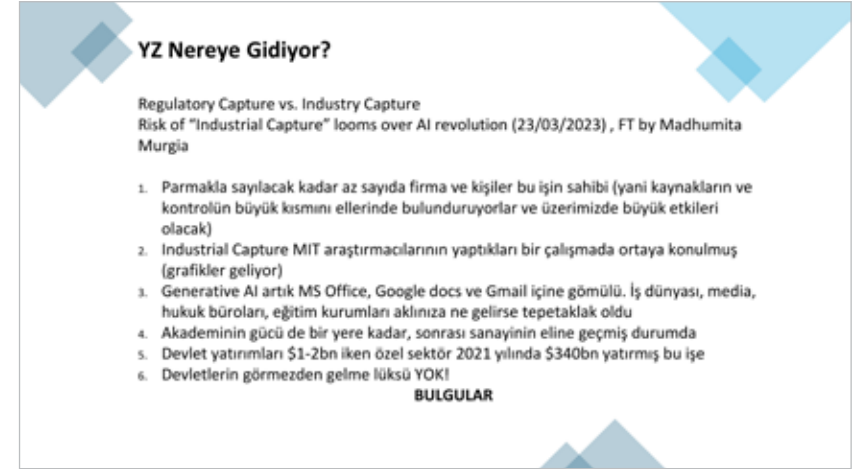 YZ Nereye Gidiyor?
Regulatory Capture vs. Industry Capture
Risk of “Industrial Capture” looms over AI revolution (23/03/2023) , FT by Madhumita
Murgia
1. Parmakla sayılacak kadar az sayıda firma ve kişiler bu işin sahibi (yani kaynakların ve
kontrolün büyük kısmını ellerinde bulunduruyorlar ve üzerimizde büyük etkileri
olacak)
2. Industrial Capture MIT araştırmacılarının yaptıkları bir çalışmada ortaya konulmuş
(grafikler geliyor)
3. Generative AI artık MS Office, Google docs ve Gmail içine gömülü. İş dünyası, media,
hukuk büroları, eğitim kurumları aklınıza ne gelirse tepetaklak oldu
4. Akademinin gücü de bir yere kadar, sonrası sanayinin eline geçmiş durumda
5. Devlet yatırımları $1-2bn iken özel sektör 2021 yılında $340bn yatırmış bu işe
6. Devletlerin görmezden gelme lüksü YOK!
BULGULAR